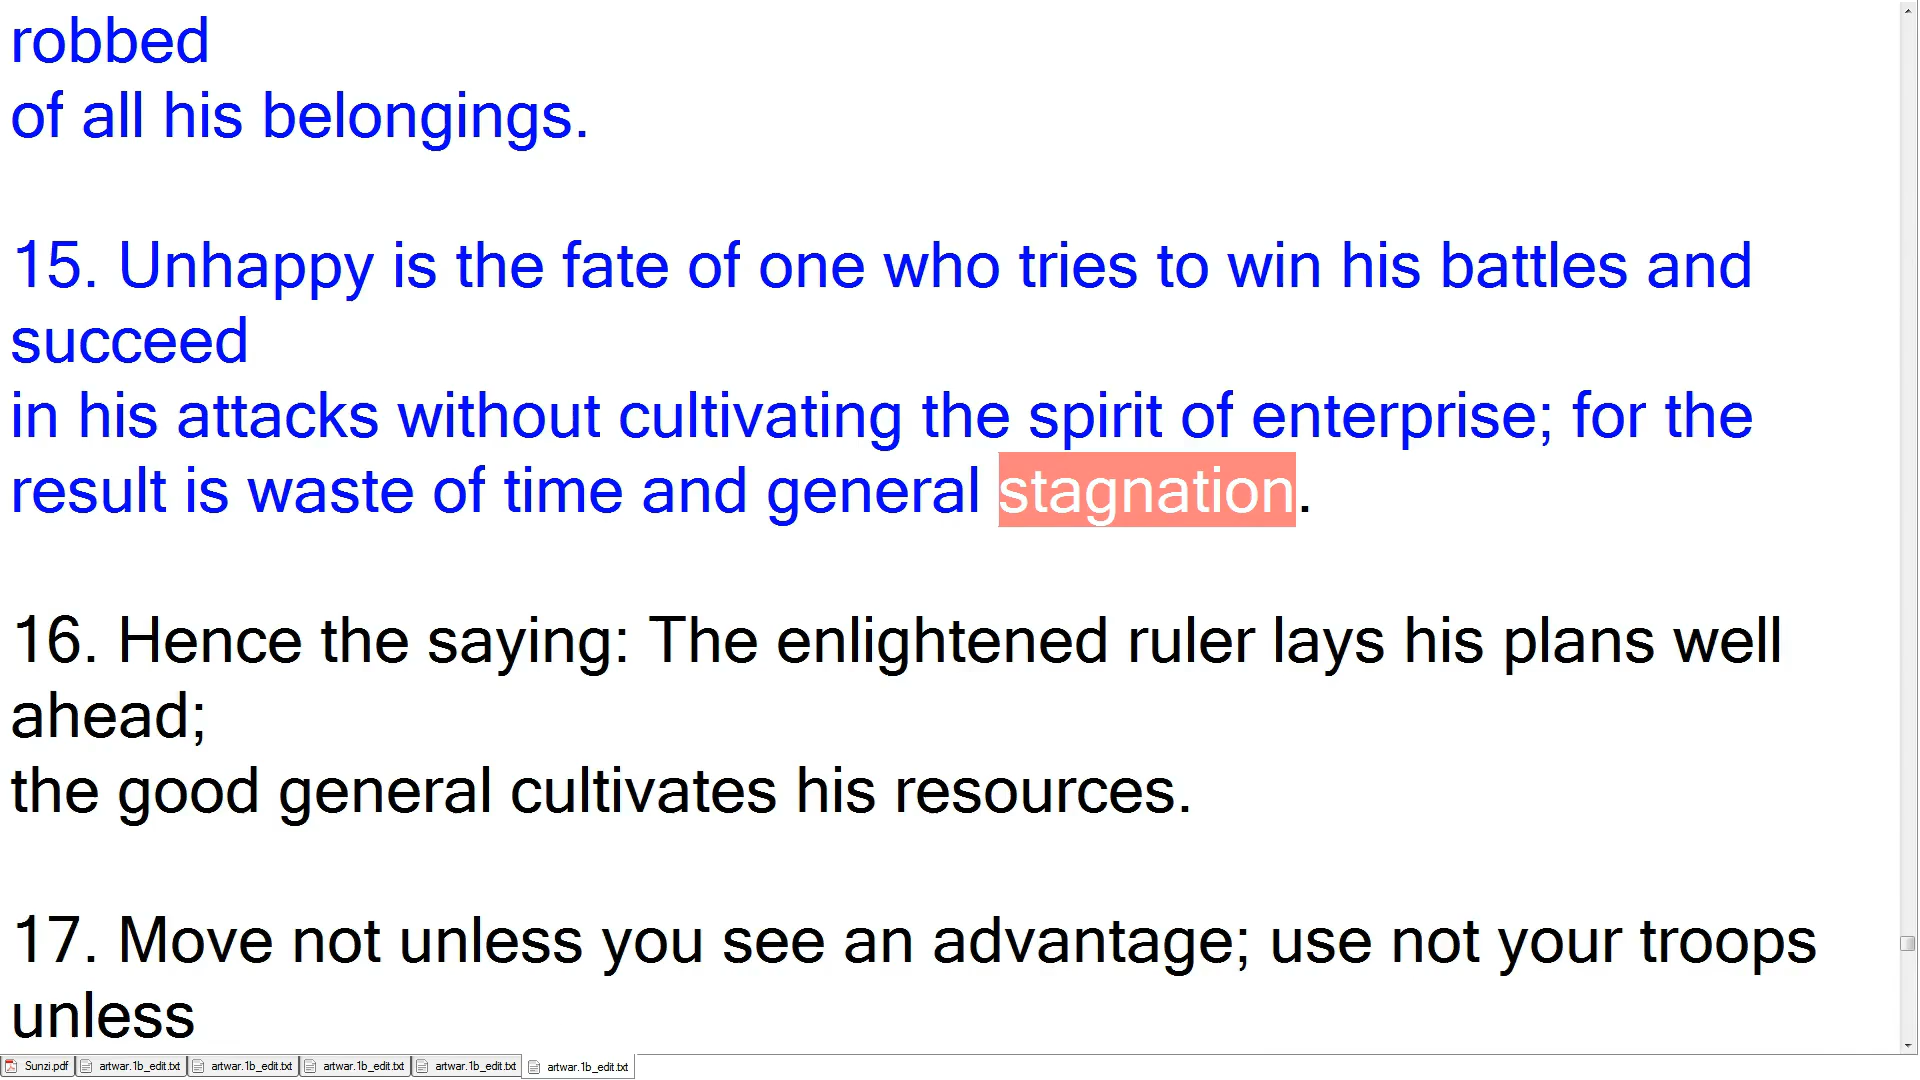 robbed
of all his belongings.
15. Unhappy is the fate of one who tries to win his battles and
succeed
in his attacks without cultivating the spirit of enterprise; for the
result is waste of time and general stagnation.
16. Hence the saying: The enlightened ruler lays his plans well
ahead;
the good general cultivates his resources.
17. Move not unless you see an advantage; use not your troops
unless
Sunzi.pdf artwar.1b_edit.txt artwar.1b_edit.txt artwar.1b_edit.txt artwar.1b_edit.txt artwar.1b_edit.txt